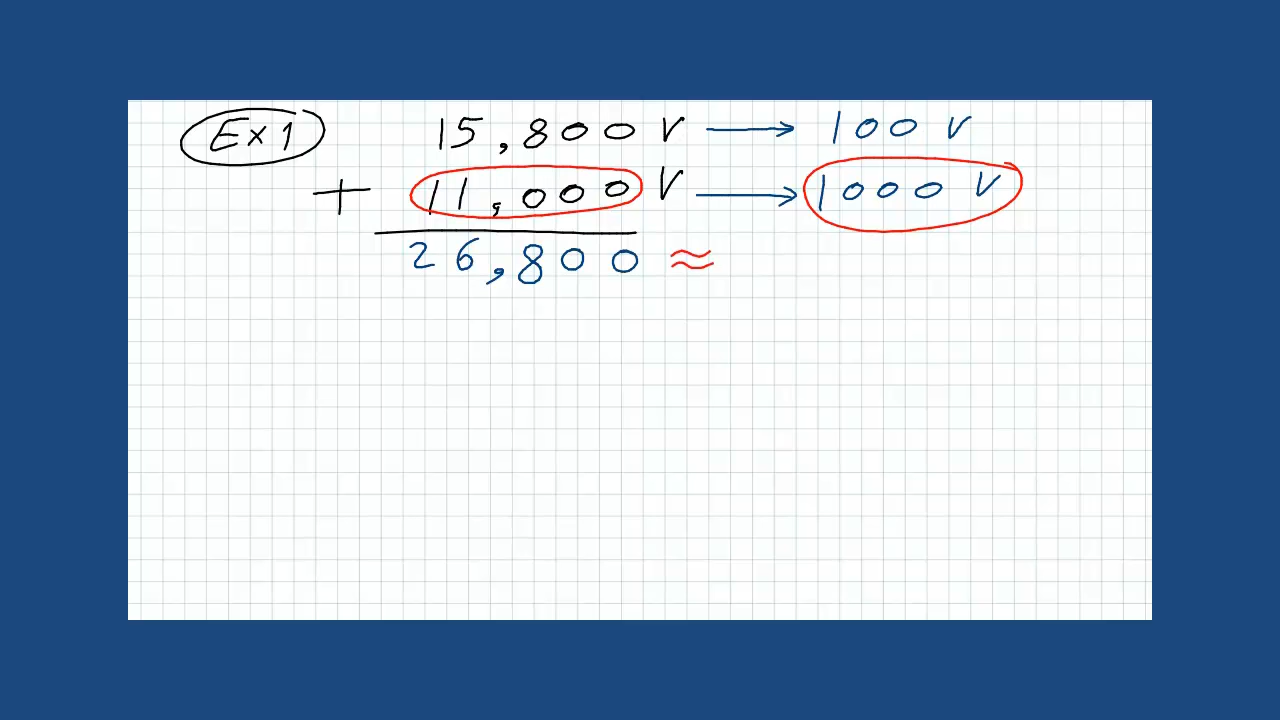 Ex 1 15,800 V → 100 V
+ 11,000 V → 1000 V
26,800 ≈